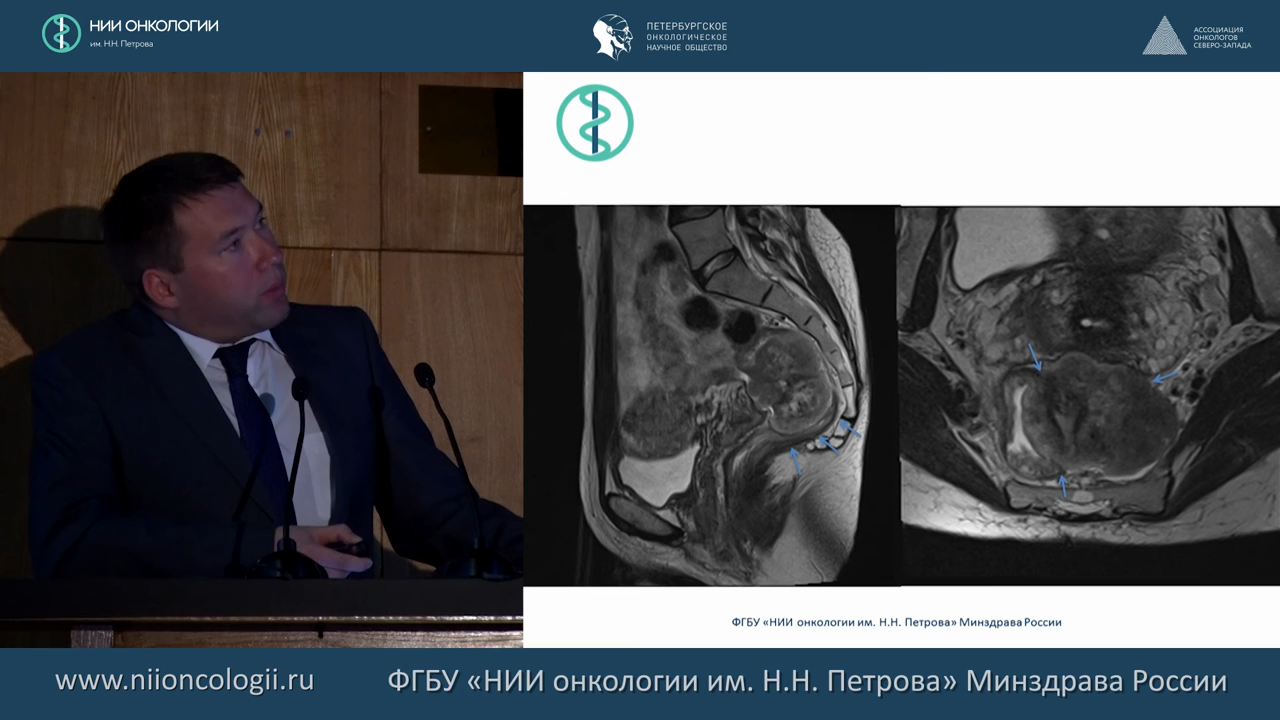 НИИ ОНКОЛОГИИ
им. Н.Н. Петрова
ПЕТЕРБУРГСКОЕ
ОНКОЛОГИЧЕСКОЕ
НАУЧНОЕ ОБЩЕСТВО
АССОЦИАЦИЯ
ОНКОЛОГОВ
СЕВЕРО-ЗАПАДА
ФГБУ «НИИ онкологии им. Н.Н. Петрова» Минздрава России
www.niioncologii.ru
ФГБУ «НИИ онкологии им. Н.Н. Петрова» Минздрава России